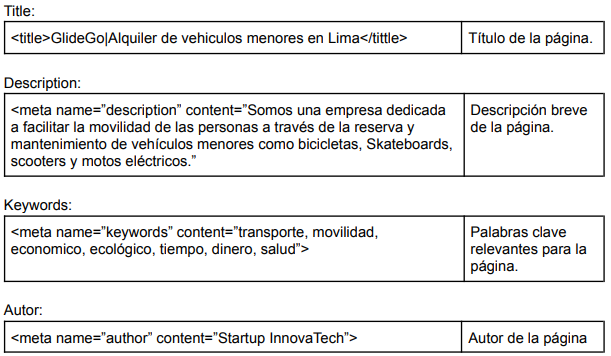 Title:
<title>GlideGo|Alquiler de vehiculos menores en Lima</tittle>
Título de la página.
Description:
<meta name=”description” content=”Somos una empresa dedicada
a facilitar la movilidad de las personas a través de la reserva y
mantenimiento de vehículos menores como bicicletas, Skateboards,
scooters y motos eléctricos.”
Descripción breve
de la página.
Keywords:
<meta name=”keywords” content=”transporte, movilidad,
economico, ecológico, tiempo, dinero, salud”>
Palabras clave
relevantes para la
página.
Autor:
<meta name=”author” content=”Startup InnovaTech”>
Autor de la página